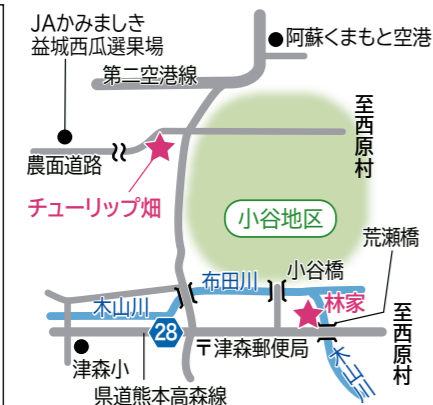 JAかみましき
益城西瓜選果場
阿蘇くまもと空港
第二空港線
至西原村
農面道路
チューリップ畑
小谷地区
荒瀬橋
布田川
小谷橋
木山川
林家
至西原村
28
〒津森郵便局
津森小
木山川
県道熊本高森線